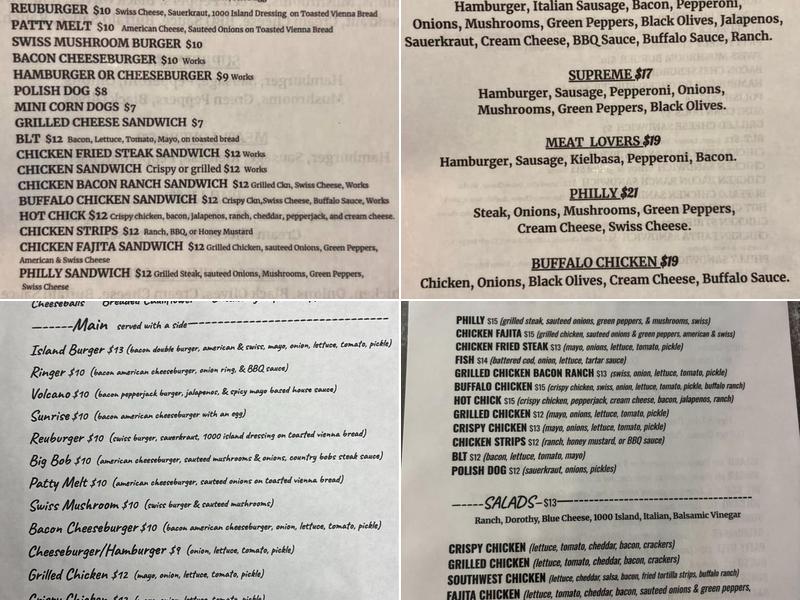 REUBURGER $10 Swiss Cheese, Sauerkraut, 1000 Island Dressing on Toasted Vienna Bread
PATTY MELT $10 American Cheese, Sauteed Onions on Toasted Vienna Bread
SWISS MUSHROOM BURGER $10
BACON CHEESEBURGER $10 Works
HAMBURGER OR CHEESEBURGER $9 Works
POLISH DOG $8
MINI CORN DOGS $7
GRILLED CHEESE SANDWICH $7
BLT $12 Bacon, Lettuce, Tomato, Mayo, on toasted bread
CHICKEN FRIED STEAK SANDWICH $12 Works
CHICKEN SANDWICH Crispy or grilled $12 Works
CHICKEN BACON RANCH SANDWICH $12 Grilled Ckn, Swiss Cheese, Works
BUFFALO CHICKEN SANDWICH $12 Crispy Ckn,Swiss Cheese, Buffalo Sauce, Works
HOT CHICK $12 Crispy chicken, bacon, jalapenos, ranch, cheddar, pepperjack, and cream cheese.
CHICKEN STRIPS $12 Ranch, BBQ, or Honey Mustard
CHICKEN FAJITA SANDWICH $12 Grilled Chicken, sauteed Onions, Green Peppers,
American & Swiss Cheese
PHILLY SANDWICH $12 Grilled Steak, sauteed Onions, Mushrooms, Green Peppers,
Swiss Cheese
Hamburger, Italian Sausage, Bacon, Pepperoni,
Onions, Mushrooms, Green Peppers, Black Olives, Jalapenos,
Sauerkraut, Cream Cheese, BBQ Sauce, Buffalo Sauce, Ranch.
SUPREME $17
Hamburger, Sausage, Pepperoni, Onions,
Mushrooms, Green Peppers, Black Olives.
MEAT LOVERS $19
Hamburger, Sausage, Kielbasa, Pepperoni, Bacon.
PHILLY $21
Steak, Onions, Mushrooms, Green Peppers,
Cream Cheese, Swiss Cheese.
BUFFALO CHICKEN $19
Chicken, Onions, Black Olives, Cream Cheese, Buffalo Sauce.
Cheeseballs
------Main served with a side------
Island Burger $13 (bacon double burger, american & swiss, mayo, onion, lettuce, tomato, pickle)
Ringer $10 (bacon american cheeseburger, onion ring, & BBQ sauce)
Volcano $10 (bacon pepperjack burger, jalapenos, & spicy mayo based house sauce)
Sunrise $10 (bacon american cheeseburger with an egg)
Reuburger $10 (swiss burger, sauerkraut, 1000 island dressing on toasted vienna bread)
Big Bob $10 (american cheeseburger, sauteed mushrooms & onions, country bobs steak sauce)
Patty Melt $10 (american cheeseburger, sauteed onions on toasted vienna bread)
Swiss Mushroom $10 (swiss burger & sauteed mushrooms)
Bacon Cheeseburger $10 (bacon american cheeseburger, onion, lettuce, tomato, pickle)
Cheeseburger/Hamburger $9 (onion, lettuce, tomato, pickle)
Grilled Chicken $12 (mayo, onion, lettuce, tomato, pickle)
PHILLY $15 (grilled steak, sauteed onions, green peppers, & mushrooms, swiss)
CHICKEN FAJITA $15 (grilled chicken, sauteed onions & green peppers, american & swiss)
CHICKEN FRIED STEAK $13 (mayo, onions, lettuce, tomato, pickle)
FISH $14 (battered cod, onion, lettuce, tartar sauce)
GRILLED CHICKEN BACON RANCH $13 (swiss, onion, lettuce, tomato, pickle)
BUFFALO CHICKEN $15 (crispy chicken, swiss, onion, lettuce, tomato, pickle, buffalo ranch)
HOT CHICK $15 (crispy chicken, pepperjack, cream cheese, bacon, jalapenos, ranch)
GRILLED CHICKEN $12 (mayo, onions, lettuce, tomato, pickle)
CRISPY CHICKEN $13 (mayo, onions, lettuce, tomato, pickle)
CHICKEN STRIPS $12 (ranch, honey mustard, or BBQ sauce)
BLT $12 (bacon, lettuce, tomato, mayo)
POLISH DOG $12 (sauerkraut, onions, pickles)
-----SALADS-$13------
Ranch, Dorothy, Blue Cheese, 1000 Island, Italian, Balsamic Vinegar
CRISPY CHICKEN (lettuce, tomato, cheddar, bacon, crackers)
GRILLED CHICKEN (lettuce, tomato, cheddar, bacon, crackers)
SOUTHWEST CHICKEN (lettuce, cheddar, salsa, bacon, fried tortilla strips, buffalo ranch)
FAJITA CHICKEN (lettuce, tomato, cheddar, bacon, sauteed onions & green peppers,